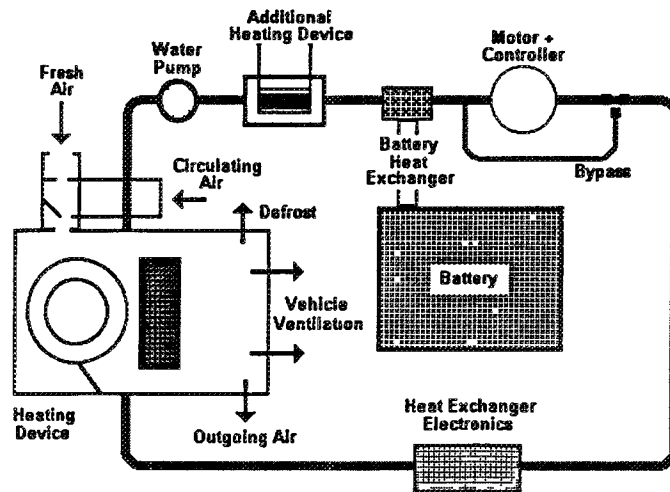 Additional
Heating Device
Motor +
Controller
Water
Pump
Fresh
Air
Circulating
Air
Battery
Heat
Exchanger
Bypass
Defrost
Battery
Vehicle
Ventilation
Heating
Device
Outgoing Air
Heat Exchanger
Electronics